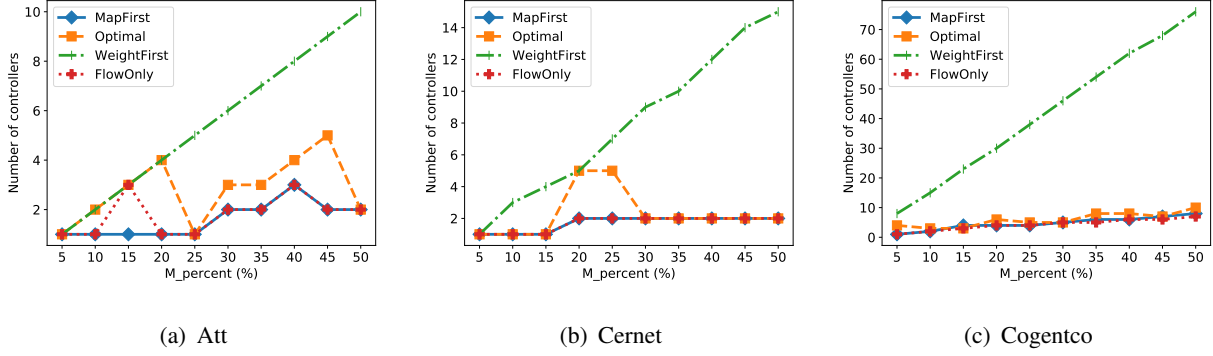 Number of controllers
10
8
6
4
2
MapFirst
Optimal
WeightFirst
FlowOnly
5 10 15 20 25 30 35 40 45 50
M_percent (%)
(a) Att
Number of controllers
14
12
10
8
6
4
2
MapFirst
Optimal
WeightFirst
FlowOnly
5 10 15 20 25 30 35 40 45 50
M_percent (%)
(b) Cernet
Number of controllers
70
60
50
40
30
20
10
0
MapFirst
Optimal
WeightFirst
FlowOnly
5 10 15 20 25 30 35 40 45 50
M_percent (%)
(c) Cogentco